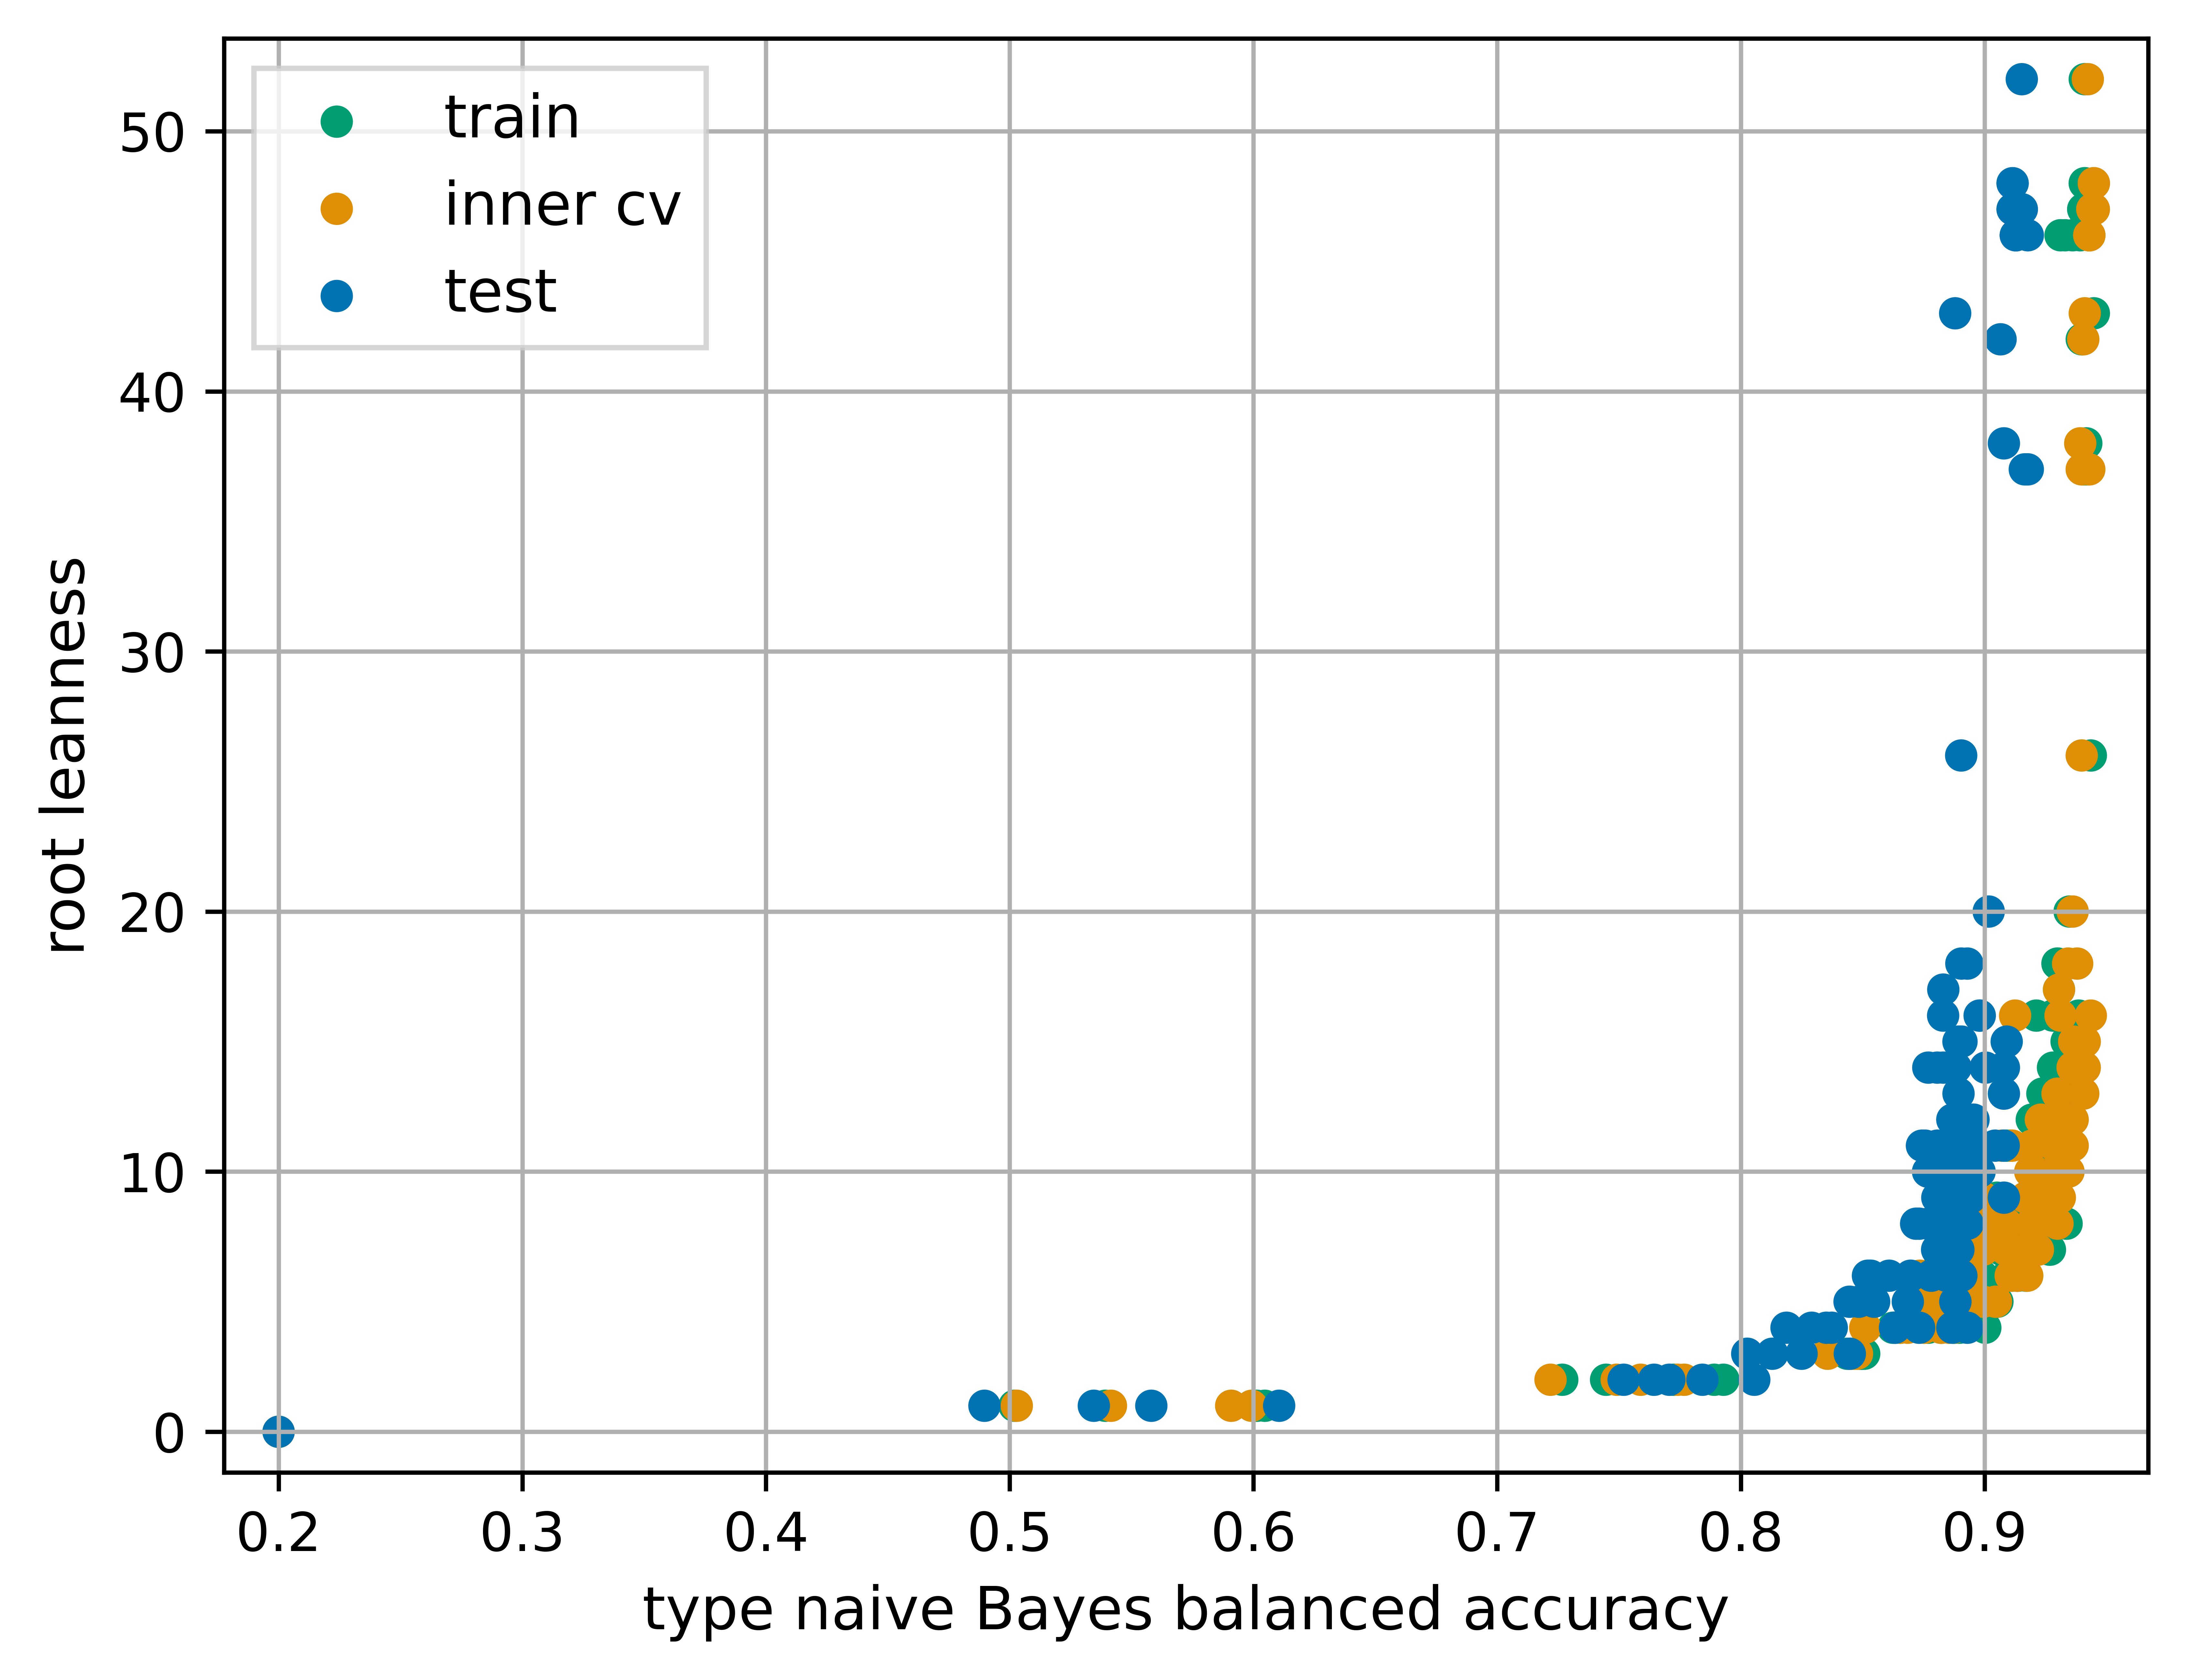 train
inner cv
test
50
40
30
20
10
0
root leanness
0.2 0.3 0.4 0.5 0.6 0.7 0.8 0.9
type naive Bayes balanced accuracy